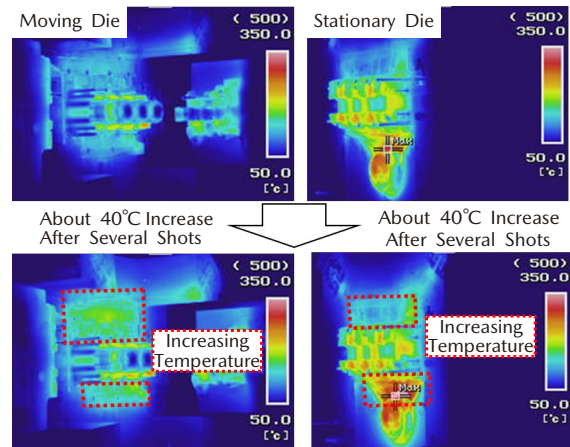 Moving Die
Stationary Die
( 500)
350.0
50.0
[℃]
( 500)
350.0
Max
50.0
[℃]
About 40℃ Increase
After Several Shots
About 40℃ Increase
After Several Shots
( 500)
350.0
Increasing
Temperature
50.0
[℃]
( 500)
350.0
Increasing
Temperature
Max
50.0
[℃]